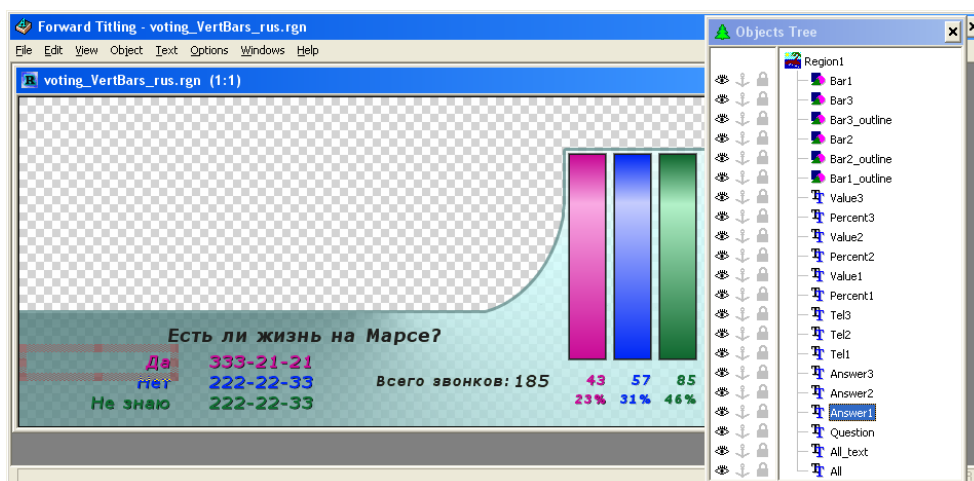 Forward Titling - voting_VertBars_rus.rgn
File Edit View Object Text Options Windows Help
R voting_VertBars_rus.rgn (1:1)
Есть ли жизнь на Марсе?
Да 333-21-21
Нет 222-22-33
Не знаю 222-22-33
Всего звонков: 185
43 57 85
23% 31% 46%
Objects Tree
Region1
Bar1
Bar3
Bar3_outline
Bar2
Bar2_outline
Bar1_outline
Value3
Percent3
Value2
Percent2
Value1
Percent1
Tel3
Tel2
Tel1
Answer3
Answer2
Answer1
Question
All_text
All